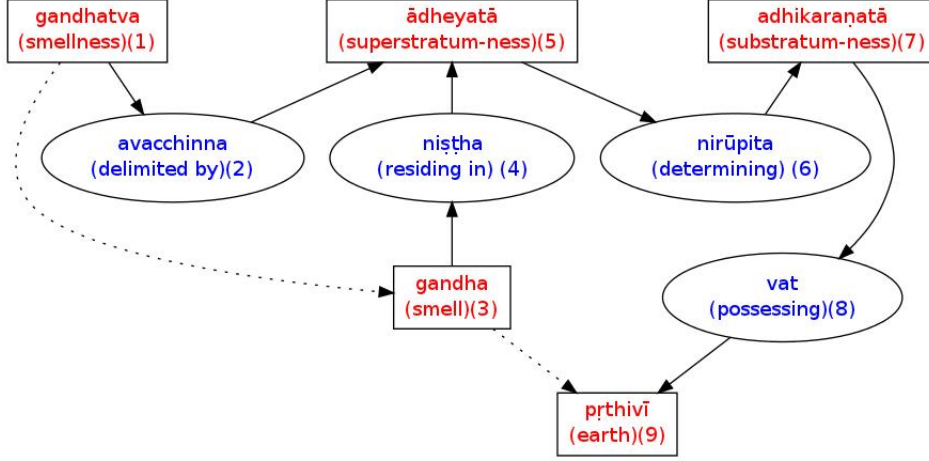 gandhatva
(smellness)(1)
ādheyatā
(superstratum-ness)(5)
adhikaraṇatā
(substratum-ness)(7)
avacchinna
(delimited by)(2)
niṣṭha
(residing in) (4)
nirūpita
(determining) (6)
gandha
(smell)(3)
vat
(possessing)(8)
pṛthivī
(earth)(9)